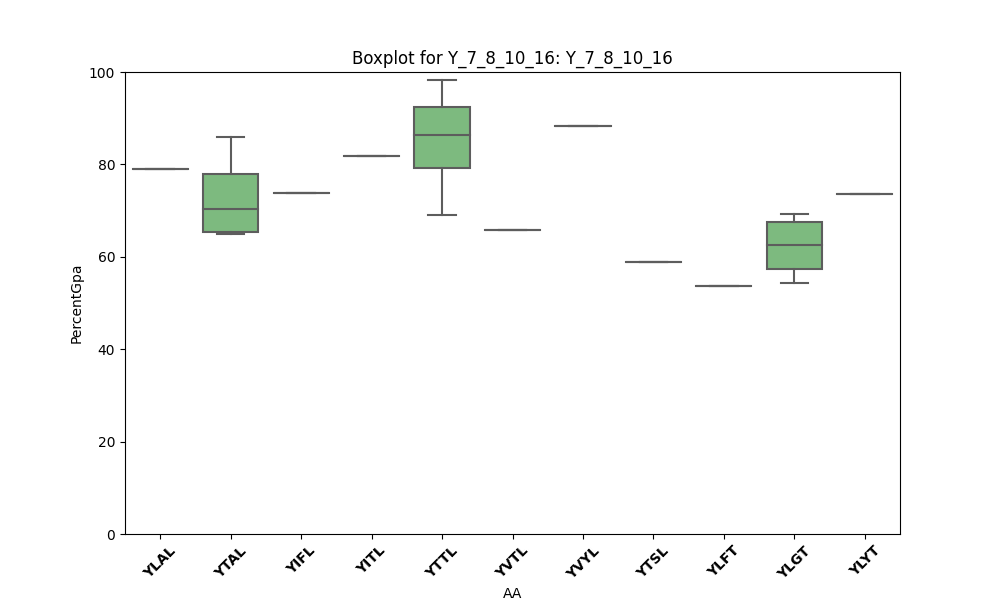 Boxplot for Y_7_8_10_16: Y_7_8_10_16
100
80
60
40
20
0
PercentGpa
YLAL YTAL YIFL YITL YTTL YVTL YVYL YTSL YLFT YLGT YLYT
AA